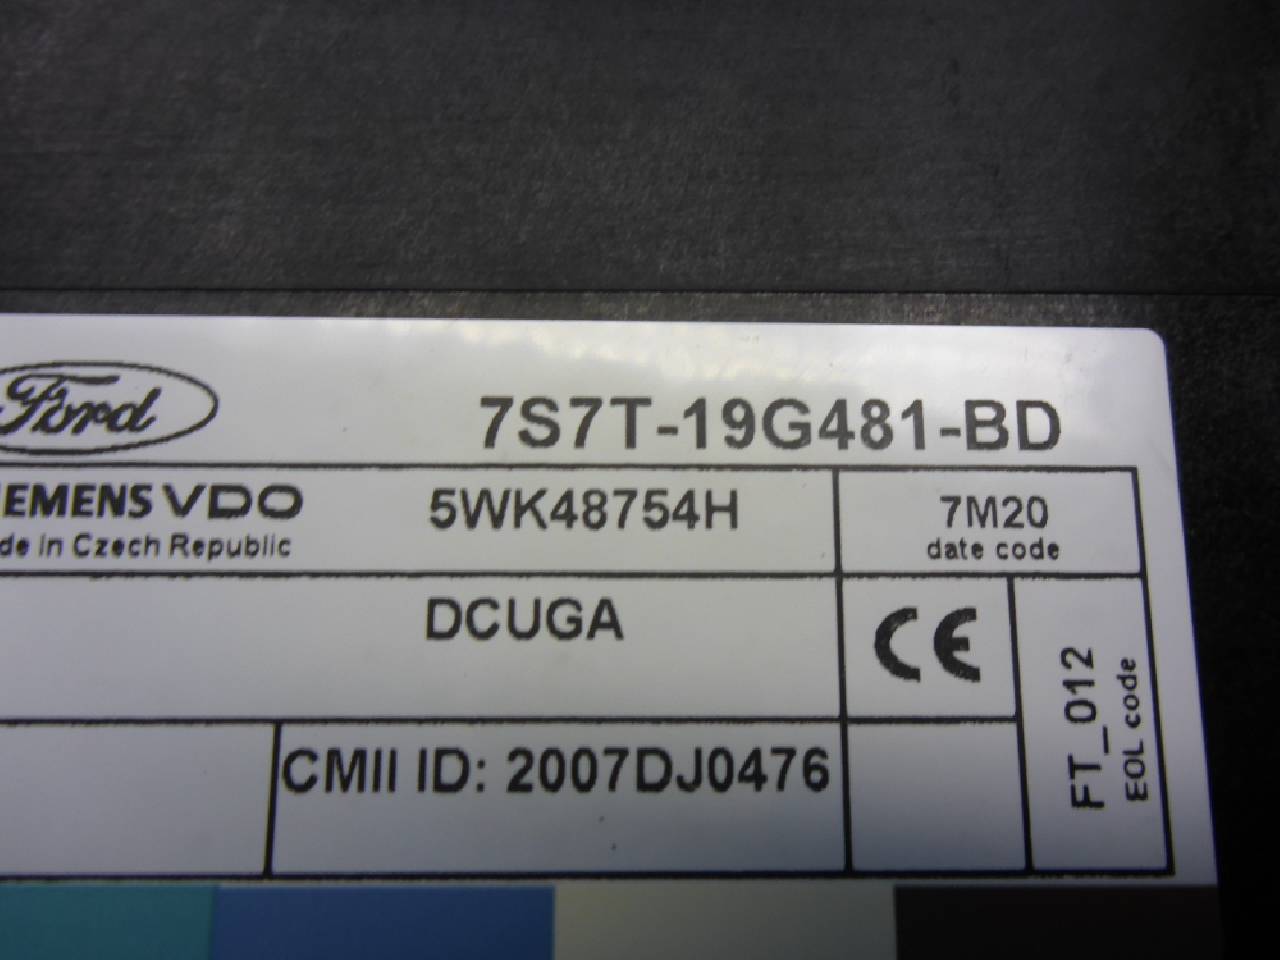 Ford
7S7T-19G481-BD
IEMENS VDO
5WK48754H
7M20
de in Czech Republic
date code
DCUGA
CE
FT_012
EOL code
CMII ID: 2007DJ0476